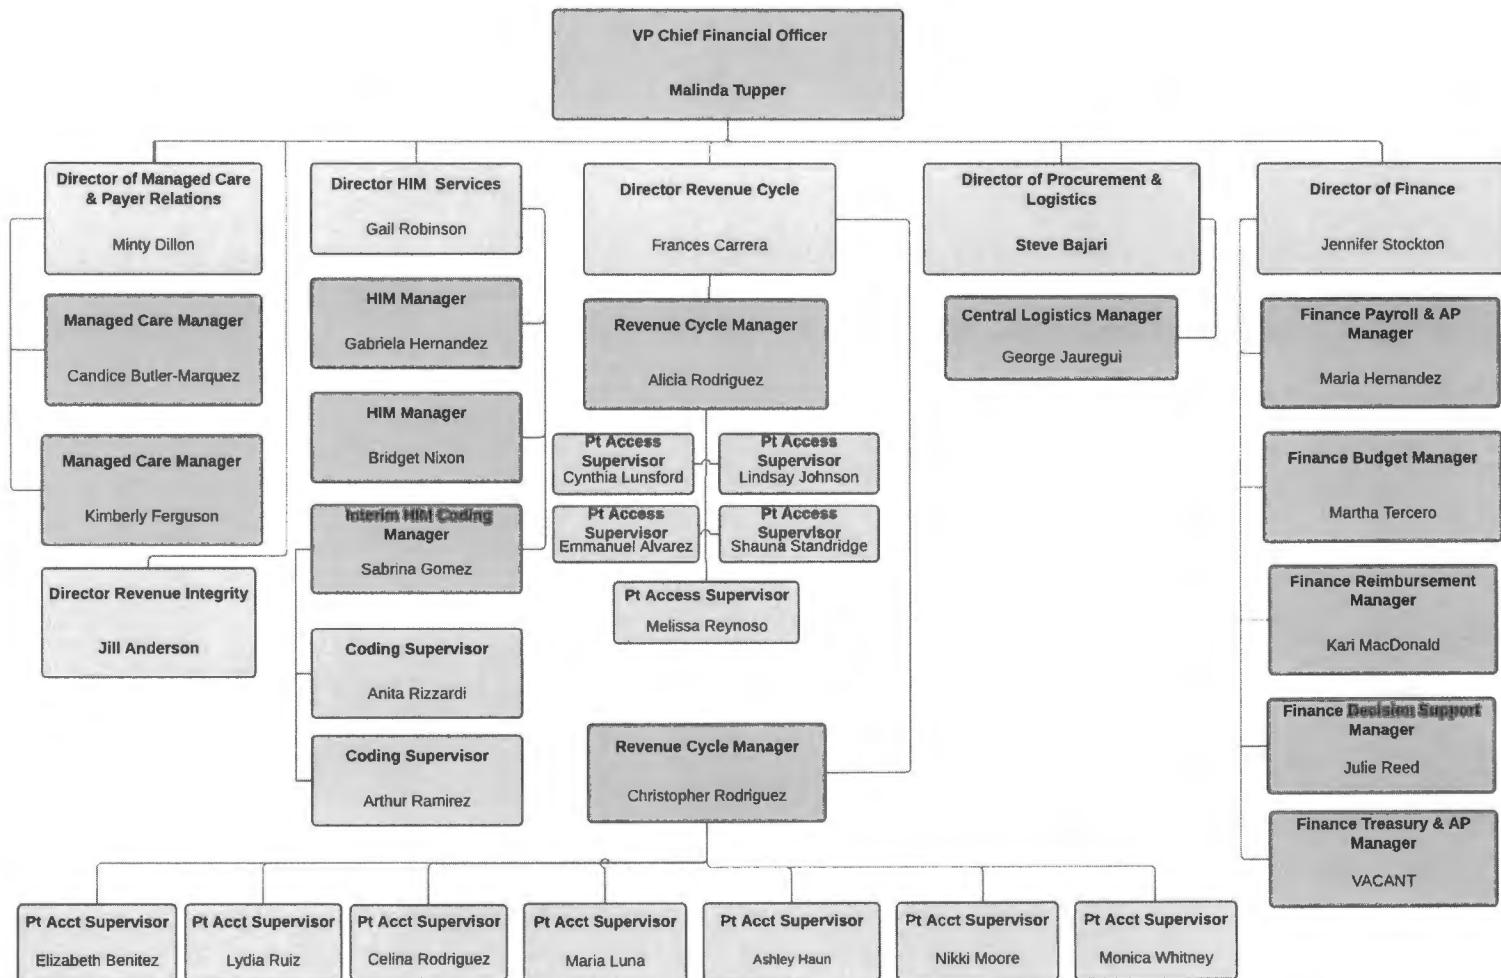 VP Chief Financial Officer
Malinda Tupper
Director of Managed Care
& Payer Relations
Minty Dillon
Managed Care Manager
Candice Butler-Marquez
Managed Care Manager
Kimberly Ferguson
Director Revenue Integrity
Jill Anderson
Director HIM Services
Gail Robinson
HIM Manager
Gabriela Hernandez
HIM Manager
Bridget Nixon
Interim HIM Coding
Manager
Sabrina Gomez
Coding Supervisor
Anita Rizzardi
Coding Supervisor
Arthur Ramirez
Director Revenue Cycle
Frances Carrera
Revenue Cycle Manager
Alicia Rodriguez
Pt Access
Supervisor
Cynthia Lunsford
Pt Access
Supervisor
Lindsay Johnson
Pt Access
Supervisor
Emmanuel Alvarez
Pt Access
Supervisor
Shauna Standridge
Pt Access Supervisor
Melissa Reynoso
Revenue Cycle Manager
Christopher Rodriguez
Director of Procurement &
Logistics
Steve Bajari
Central Logistics Manager
George Jauregui
Director of Finance
Jennifer Stockton
Finance Payroll & AP
Manager
Maria Hernandez
Finance Budget Manager
Martha Tercero
Finance Reimbursement
Manager
Kari MacDonald
Finance Decision Support
Manager
Julie Reed
Finance Treasury & AP
Manager
VACANT
Pt Acct Supervisor
Elizabeth Benitez
Pt Acct Supervisor
Lydia Ruiz
Pt Acct Supervisor
Celina Rodriguez
Pt Acct Supervisor
Maria Luna
Pt Acct Supervisor
Ashley Haun
Pt Acct Supervisor
Nikki Moore
Pt Acct Supervisor
Monica Whitney